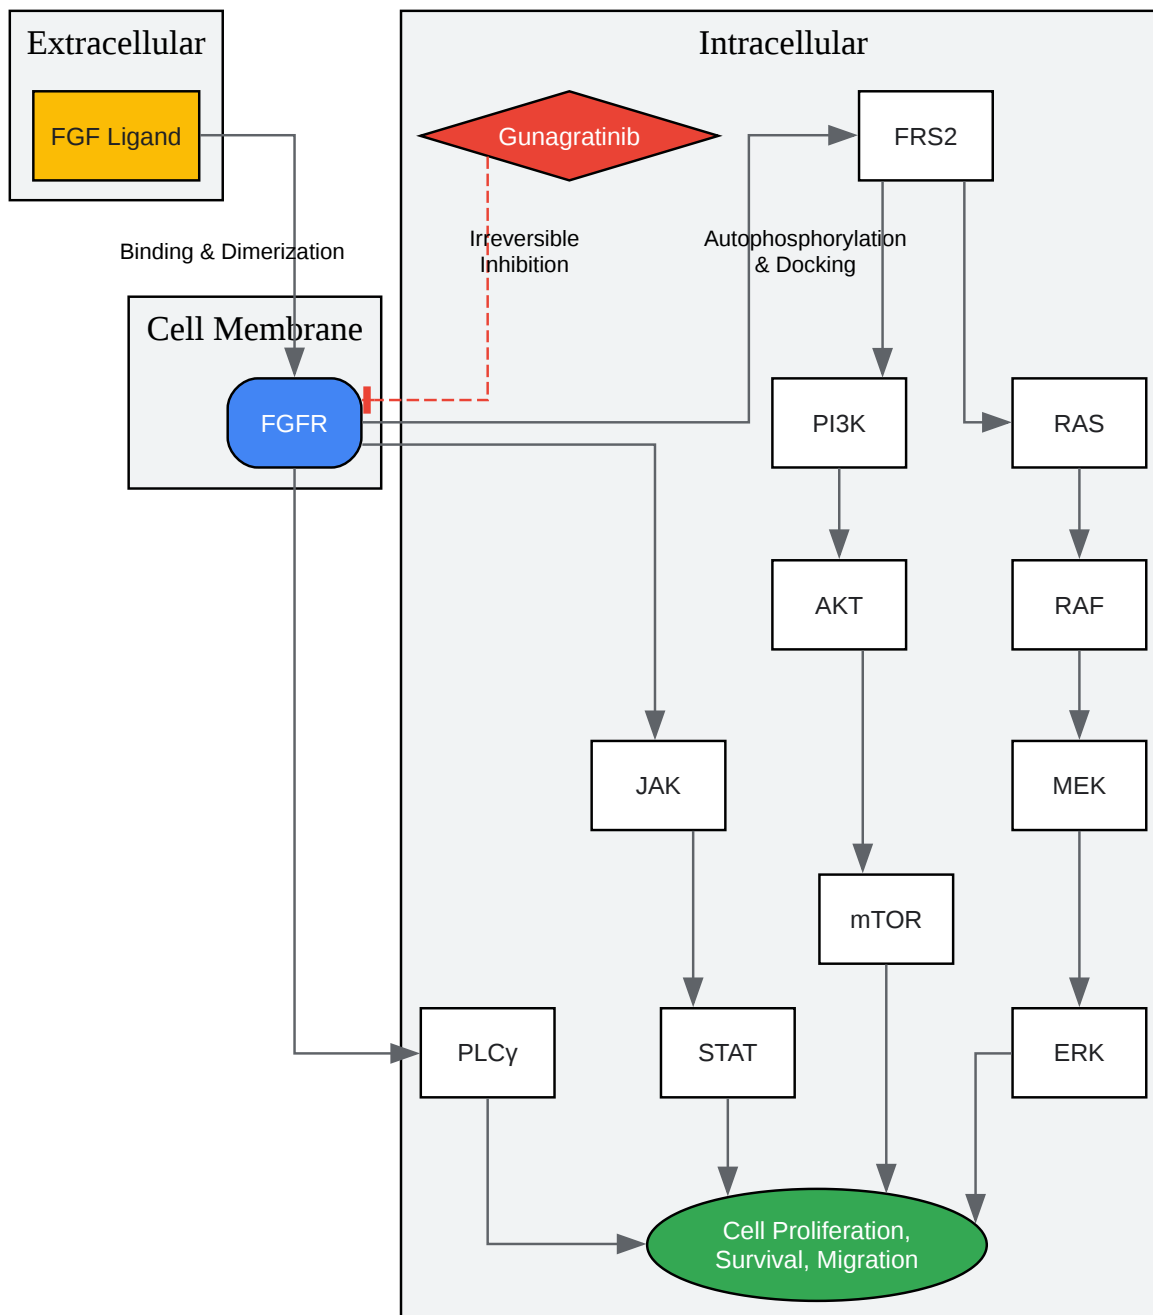 Extracellular
Intracellular
FGF Ligand
Gunagratinib
FRS2
Binding & Dimerization
Irreversible
Inhibition
Autophosphorylation
& Docking
Cell Membrane
FGFR
PI3K
RAS
AKT
RAF
JAK
MEK
mTOR
PLCγ
STAT
ERK
Cell Proliferation,
Survival, Migration